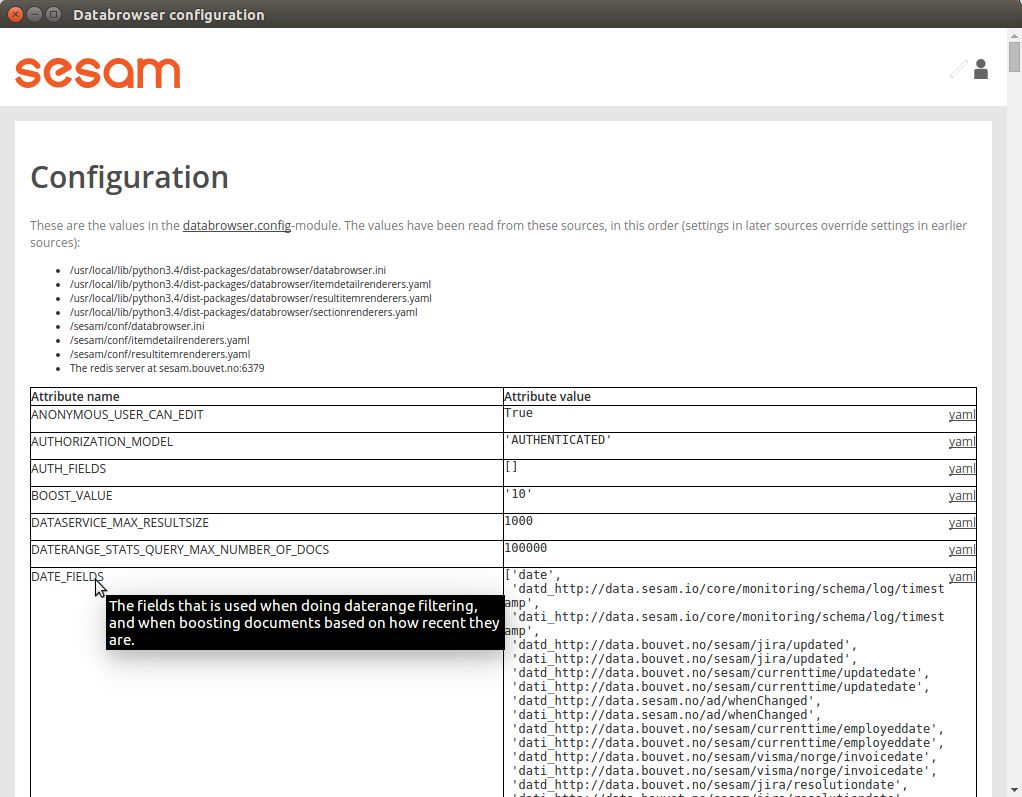 Databrowser configuration
sesam
Configuration
These are the values in the databrowser.config-module. The values have been read from these sources, in this order (settings in later sources override settings in earlier
sources):
• /usr/local/lib/python3.4/dist-packages/databrowser/databrowser.ini
• /usr/local/lib/python3.4/dist-packages/databrowser/itemdetailrenderers.yaml
• /usr/local/lib/python3.4/dist-packages/databrowser/resultitemrenderers.yaml
• /usr/local/lib/python3.4/dist-packages/databrowser/sectionrenderers.yaml
• /sesam/conf/databrowser.ini
• /sesam/conf/itemdetailrenderers.yaml
• /sesam/conf/resultitemrenderers.yaml
• The redis server at sesam.bouvet.no:6379
Attribute name Attribute value
ANONYMOUS_USER_CAN_EDIT True yaml
AUTHORIZATION_MODEL 'AUTHENTICATED' yaml
AUTH_FIELDS [] yaml
BOOST_VALUE '10' yaml
DATASERVICE_MAX_RESULTSIZE 1000 yaml
DATERANGE_STATS_QUERY_MAX_NUMBER_OF_DOCS 100000 yaml
DATE_FIELDS ['date', yaml
'datd_http://data.sesam.io/core/monitoring/schema/log/timest
amp',
'dati_http://data.sesam.io/core/monitoring/schema/log/timest
amp',
'datd_http://data.bouvet.no/sesam/jira/updated',
'dati_http://data.bouvet.no/sesam/jira/updated',
'datd_http://data.bouvet.no/sesam/currenttime/updatedate',
'dati_http://data.bouvet.no/sesam/currenttime/updatedate',
'datd_http://data.sesam.no/ad/whenChanged',
'dati_http://data.sesam.no/ad/whenChanged',
'datd_http://data.bouvet.no/sesam/currenttime/employeddate',
'dati_http://data.bouvet.no/sesam/currenttime/employeddate',
'datd_http://data.bouvet.no/sesam/visma/norge/invoicedate',
'dati_http://data.bouvet.no/sesam/visma/norge/invoicedate',
'datd_http://data.bouvet.no/sesam/jira/resolutiondate',
The fields that is used when doing daterange filtering,
and when boosting documents based on how recent they
are.